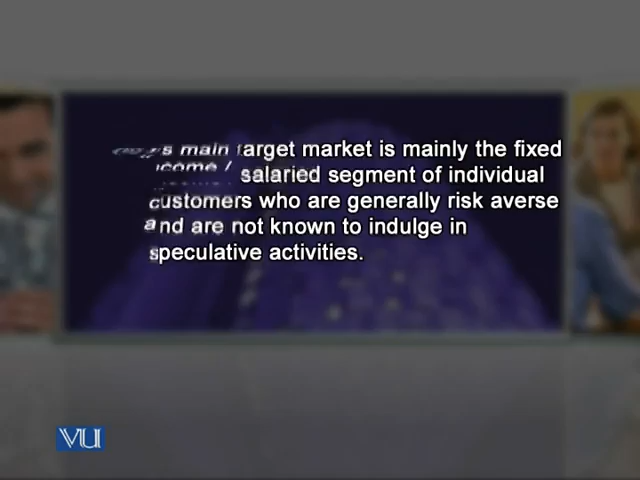 s main target market is mainly the fixed
income / salaried segment of individual
customers who are generally risk averse
and are not known to indulge in
speculative activities.
VU